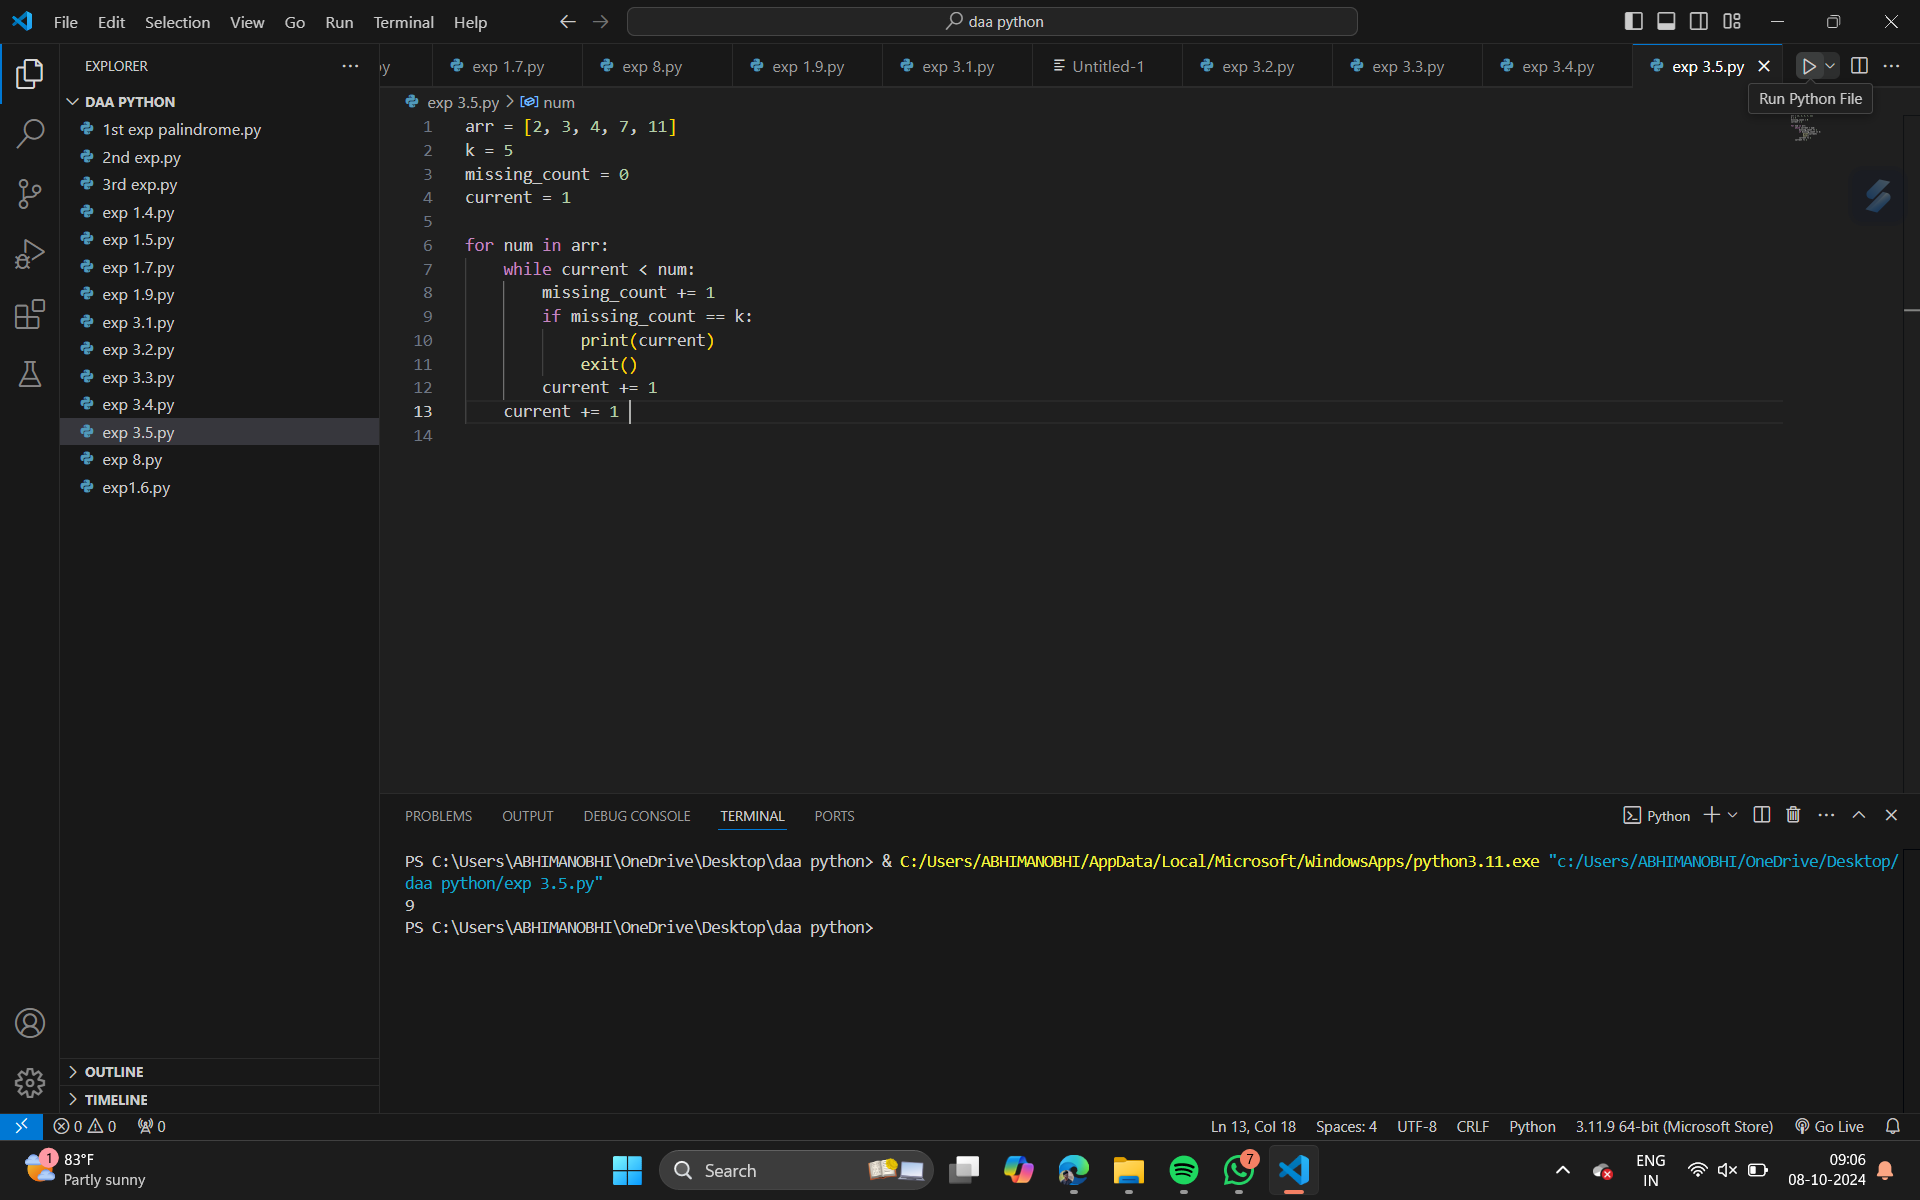 File Edit Selection View Go Run Terminal Help
daa python
EXPLORER
y
exp 1.7.py
exp 8.py
exp 1.9.py
exp 3.1.py
Untitled-1
exp 3.2.py
exp 3.3.py
exp 3.4.py
exp 3.5.py
Run Python File
DAA PYTHON
1st exp palindrome.py
2nd exp.py
3rd exp.py
exp 1.4.py
exp 1.5.py
exp 1.7.py
exp 1.9.py
exp 3.1.py
exp 3.2.py
exp 3.3.py
exp 3.4.py
exp 3.5.py
exp 8.py
exp1.6.py
OUTLINE
TIMELINE
exp 3.5.py > num
1 arr = [2, 3, 4, 7, 11]
2 k = 5
3 missing_count = 0
4 current = 1
5
6 for num in arr:
7     while current < num:
8         missing_count += 1
9         if missing_count == k:
10             print(current)
11             exit()
12         current += 1
13     current += 1
14
PROBLEMS OUTPUT DEBUG CONSOLE TERMINAL PORTS
Python
PS C:\Users\ABHIMANOBHI\OneDrive\Desktop\daa python> & C:/Users/ABHIMANOBHI/AppData/Local/Microsoft/WindowsApps/python3.11.exe "c:/Users/ABHIMANOBHI/OneDrive/Desktop/
daa python/exp 3.5.py"
9
PS C:\Users\ABHIMANOBHI\OneDrive\Desktop\daa python>
0 0 0
Ln 13, Col 18 Spaces: 4 UTF-8 CRLF Python 3.11.9 64-bit (Microsoft Store) Go Live
1
83°F
Partly sunny
Search
7
ENG
IN
09:06
08-10-2024